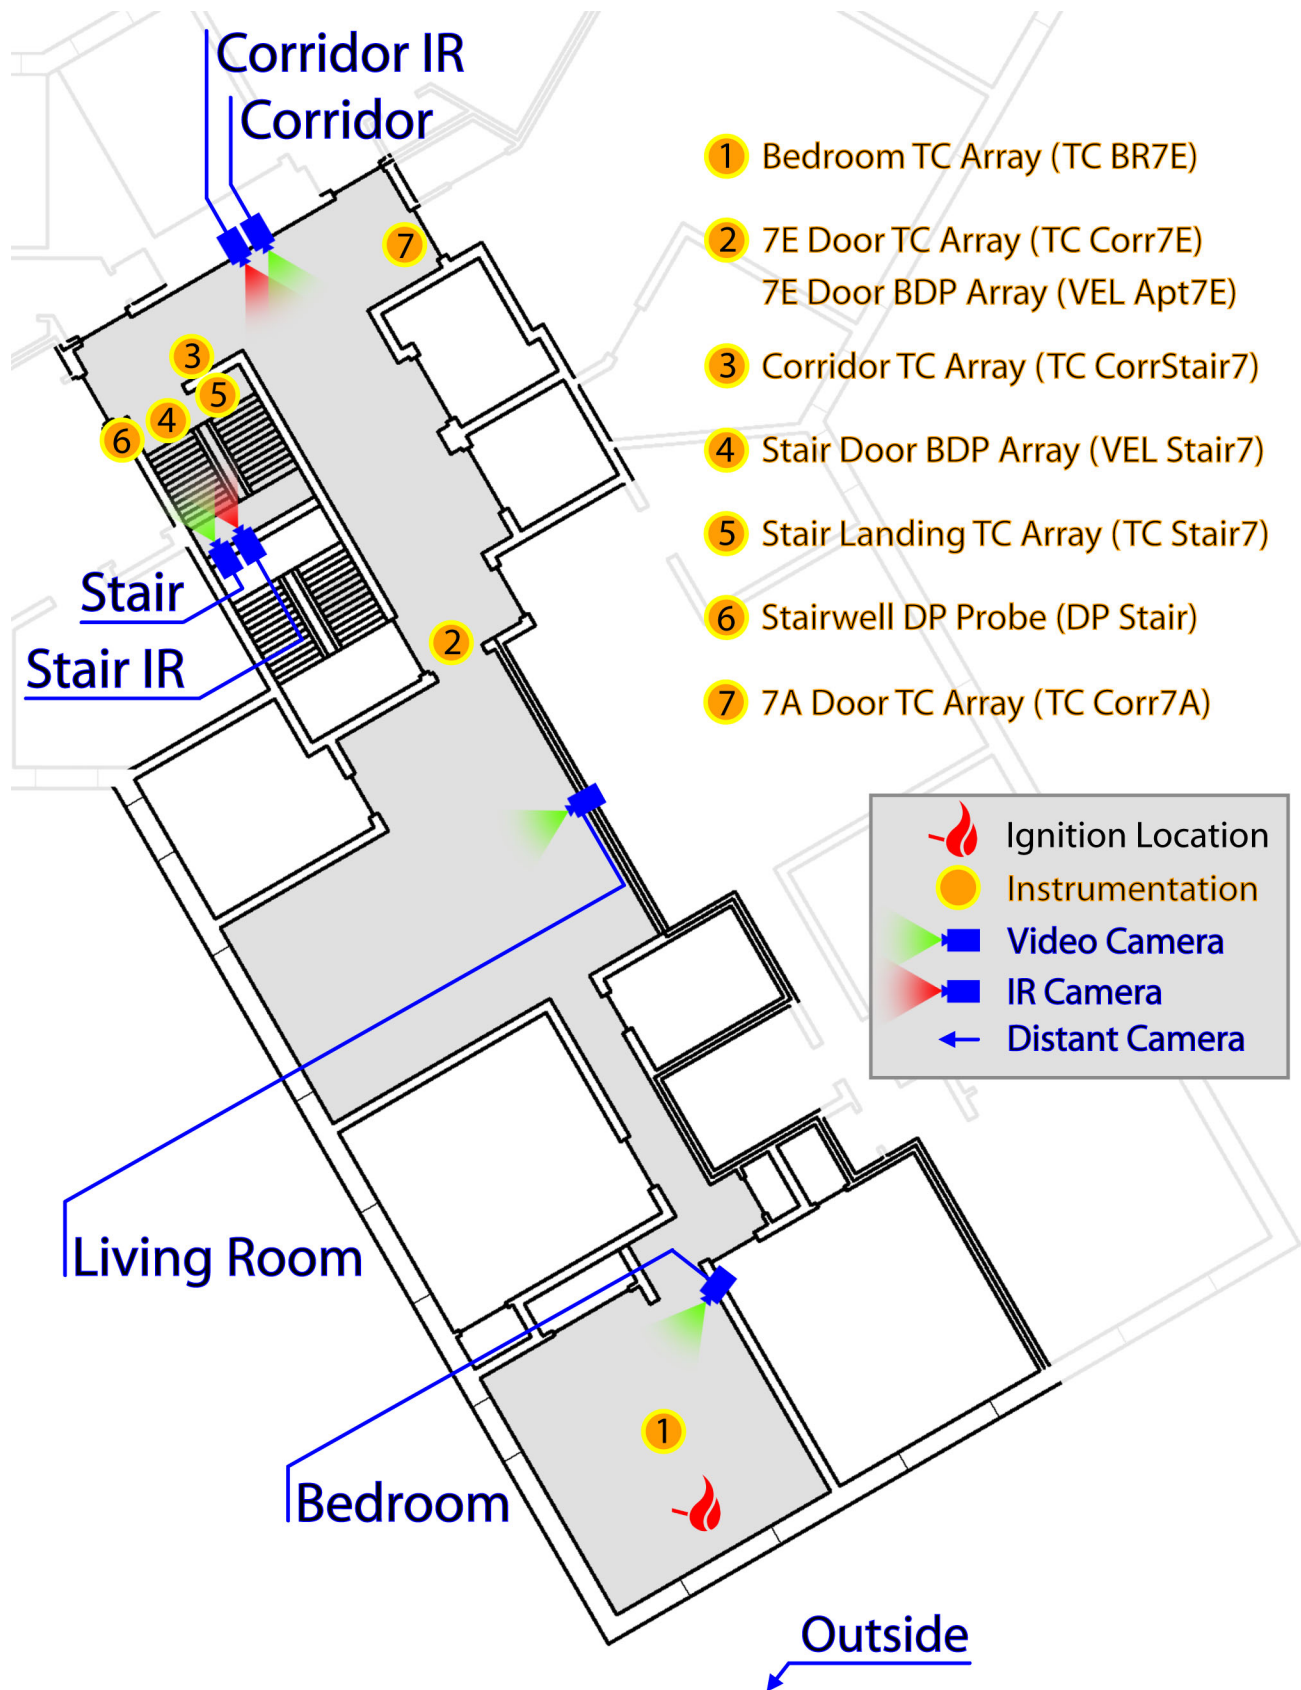 Corridor IR
Corridor
1 Bedroom TC Array (TC BR7E)
2 7E Door TC Array (TC Corr7E)
7E Door BDP Array (VEL Apt7E)
3 Corridor TC Array (TC CorrStair7)
4 Stair Door BDP Array (VEL Stair7)
5 Stair Landing TC Array (TC Stair7)
6 Stairwell DP Probe (DP Stair)
7 7A Door TC Array (TC Corr7A)
7
3
5
4
6
Stair
2
Stair IR
Ignition Location
Instrumentation
Video Camera
IR Camera
Distant Camera
Living Room
1
Bedroom
Outside